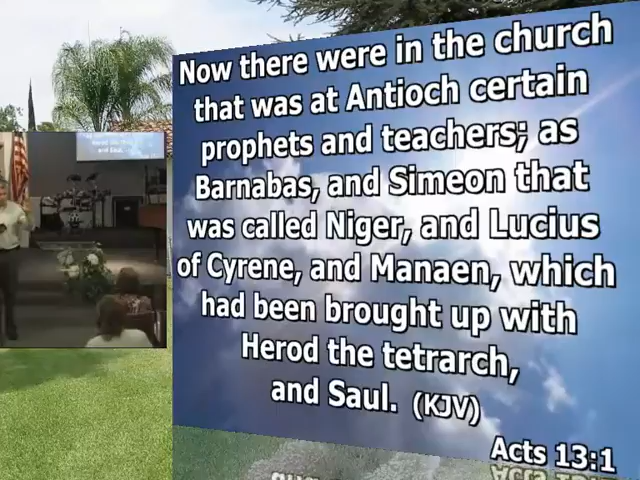 Now there were in the church
that was at Antioch certain
prophets and teachers; as
Barnabas, and Simeon that
was called Niger, and Lucius
of Cyrene, and Manaen, which
had been brought up with
Herod the tetrarch,
and Saul. (KJV)
Acts 13:1